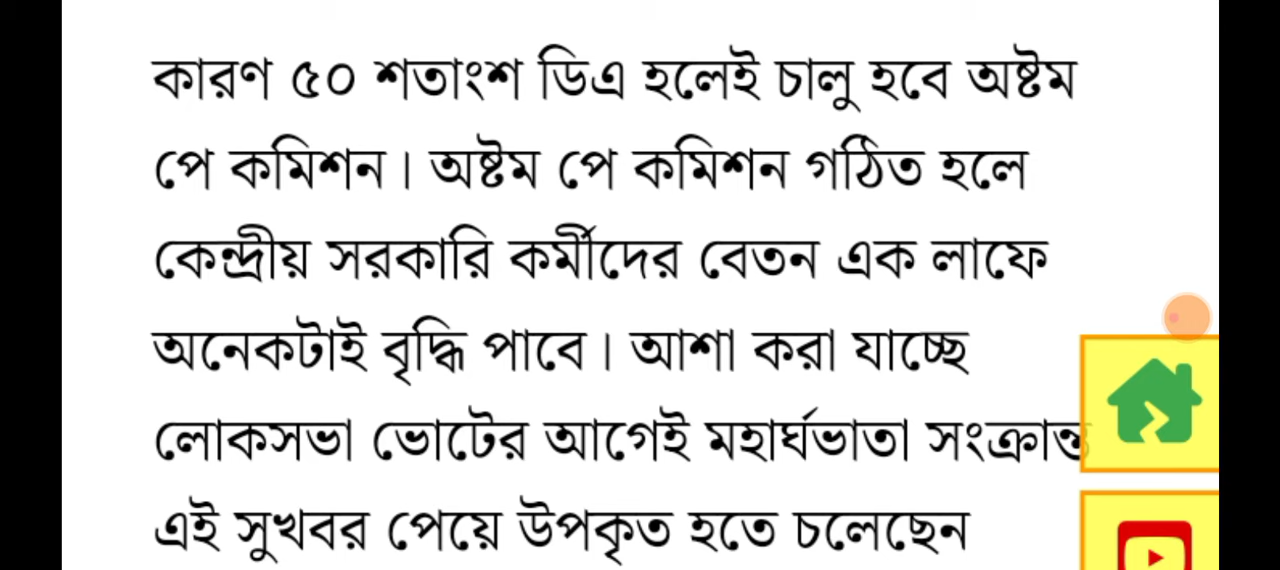 কারণ ৫০ শতাংশ ডিএ হলেই চালু হবে অষ্টম
পে কমিশন। অষ্টম পে কমিশন গঠিত হলে
কেন্দ্রীয় সরকারি কর্মীদের বেতন এক লাফে
অনেকটাই বৃদ্ধি পাবে। আশা করা যাচ্ছে
লোকসভা ভোটের আগেই মহার্ঘভাতা সংক্রান্ত
এই সুখবর পেয়ে উপকৃত হতে চলেছেন